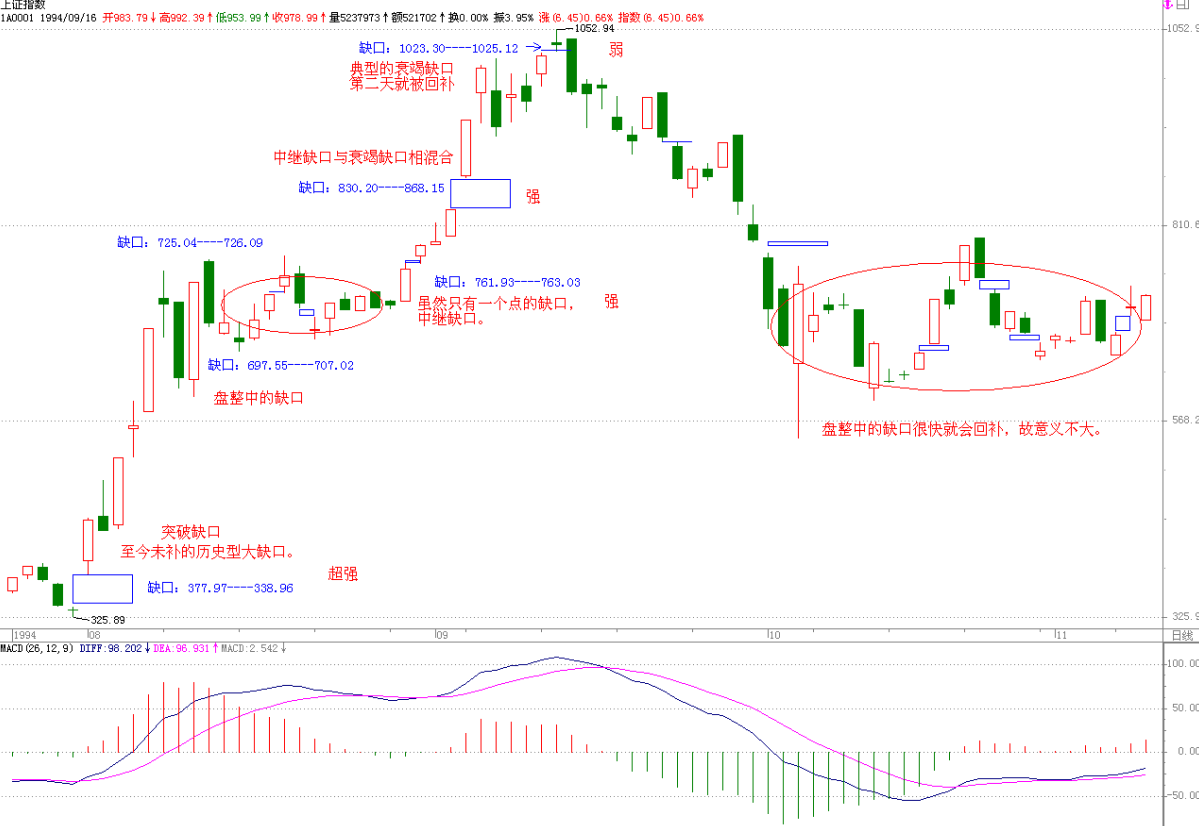 上证指数
1A0001 1994/09/16 开983.79↓高992.39↑低953.99↑收978.99↑量5237973↑额521702↑换0.00% 振3.95% 涨(6.45)0.66% 指数(6.45)0.66%
1052.94
1052.9
缺口：1023.30----1025.12
弱
典型的衰竭缺口
第二天就被回补
中继缺口与衰竭缺口相混合
缺口：830.20----868.15
强
810.6
缺口：725.04----726.09
缺口：761.93----763.03
虽然只有一个点的缺口，
中继缺口。
强
缺口：697.55----707.02
盘整中的缺口
568.2
盘整中的缺口很快就会回补，故意义不大。
突破缺口
至今未补的历史型大缺口。
超强
缺口：377.97----338.96
325.89
325.9
1994 08 09 10 11 日线
MACD(26,12,9) DIFF:98.202↓DEA:96.931↑MACD:2.542↓
100.00
50.00
0.00
-50.00